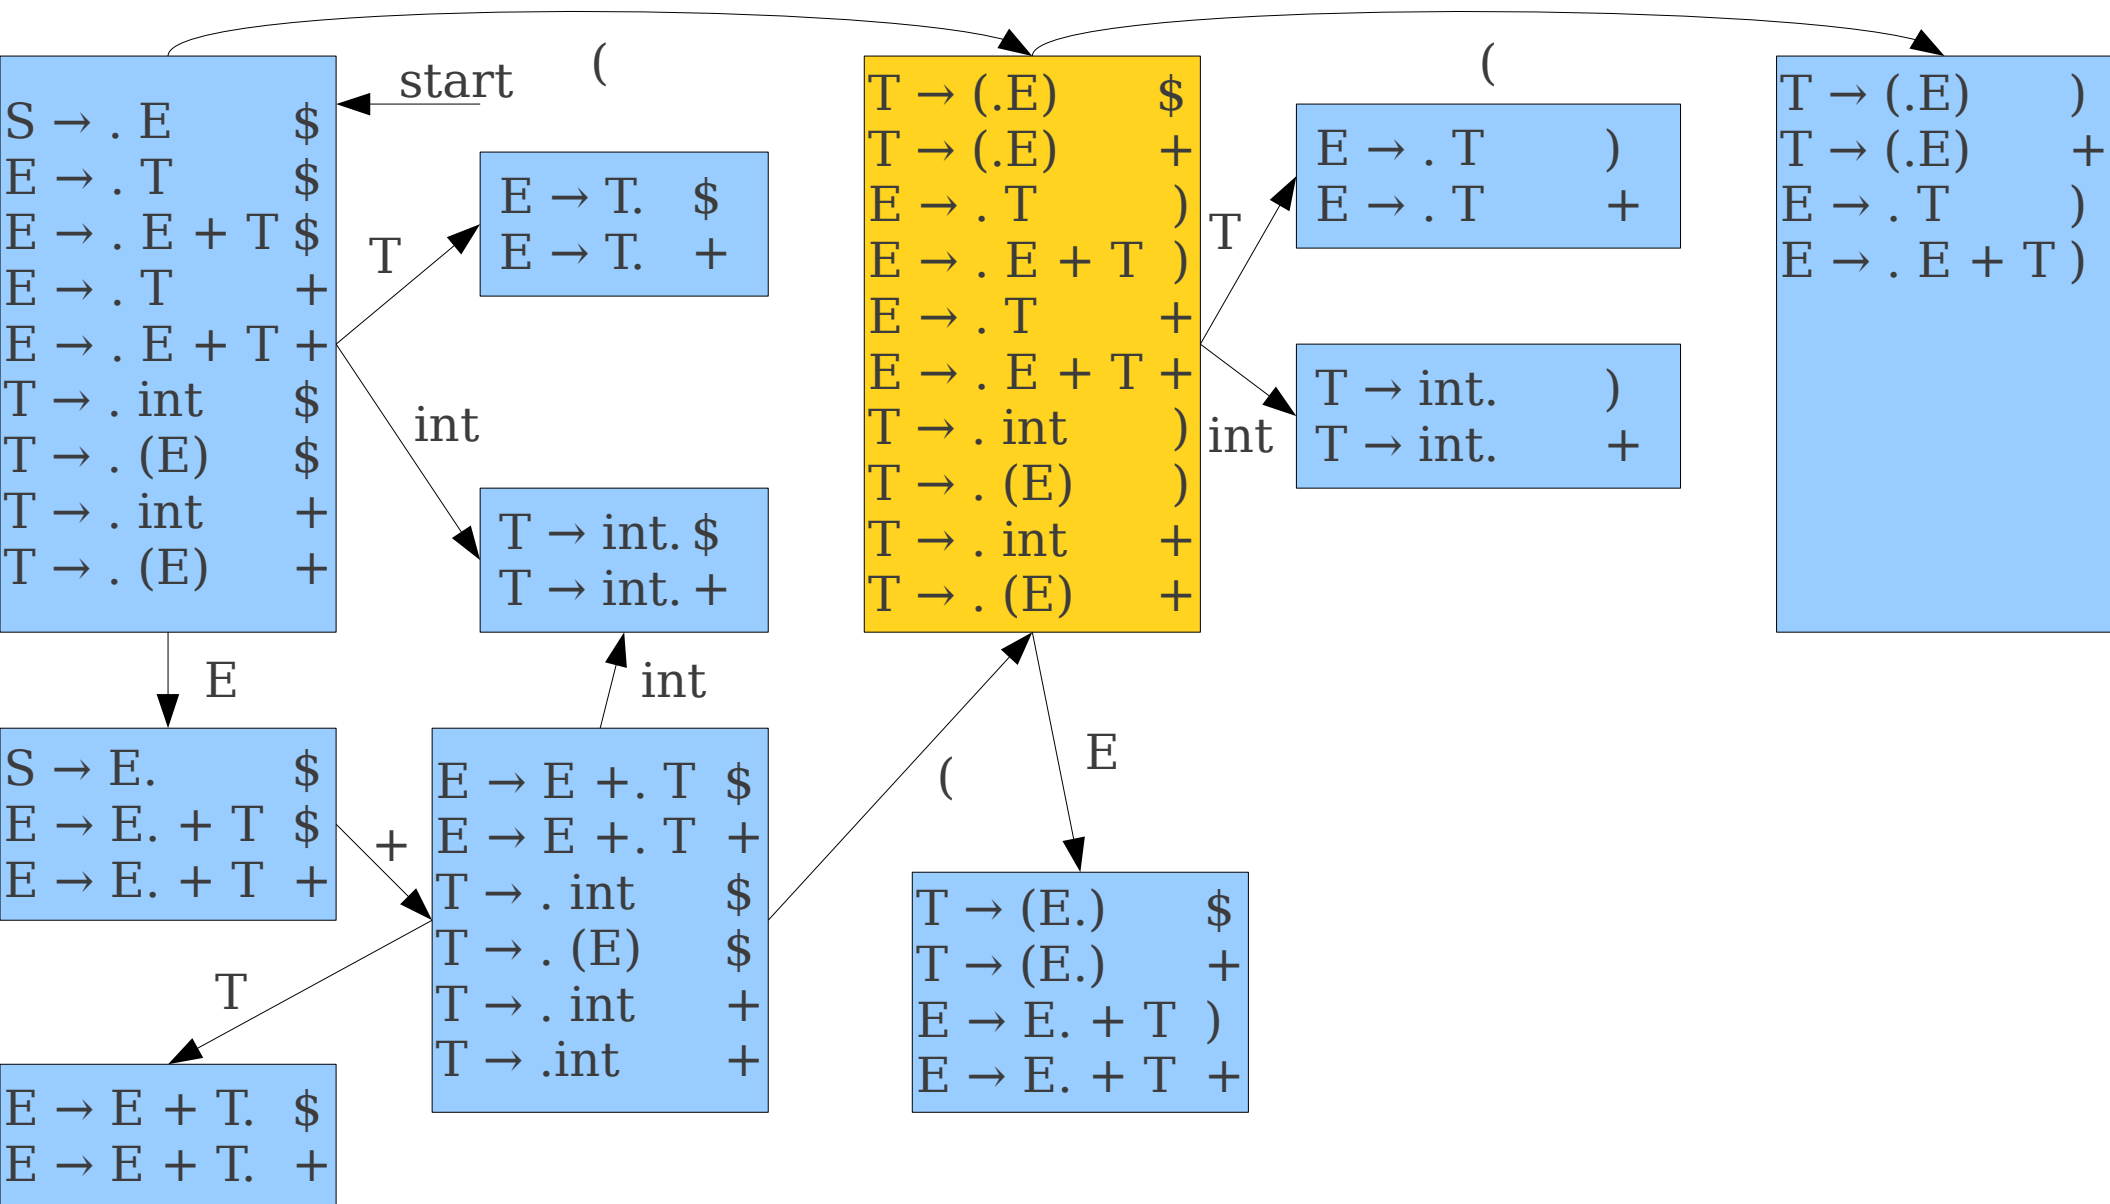 (
(
start
S → . E $
E → . T $
E → . E + T $
E → . T +
E → . E + T +
T → . int $
T → . (E) $
T → . int +
T → . (E) +
T
E → T. $
E → T. +
int
T → int. $
T → int. +
T → (.E) $
T → (.E) +
E → . T )
E → . E + T )
E → . T +
E → . E + T +
T → . int )
T → . (E) )
T → . int +
T → . (E) +
T
E → . T )
E → . T +
int
T → int. )
T → int. +
T → (.E) )
T → (.E) +
E → . T )
E → . E + T )
E
int
S → E. $
E → E. + T $
E → E. + T +
+
E → E +. T $
E → E +. T +
T → . int $
T → . (E) $
T → . int +
T → .int +
(
E
T → (E.) $
T → (E.) +
E → E. + T )
E → E. + T +
T
E → E + T. $
E → E + T. +